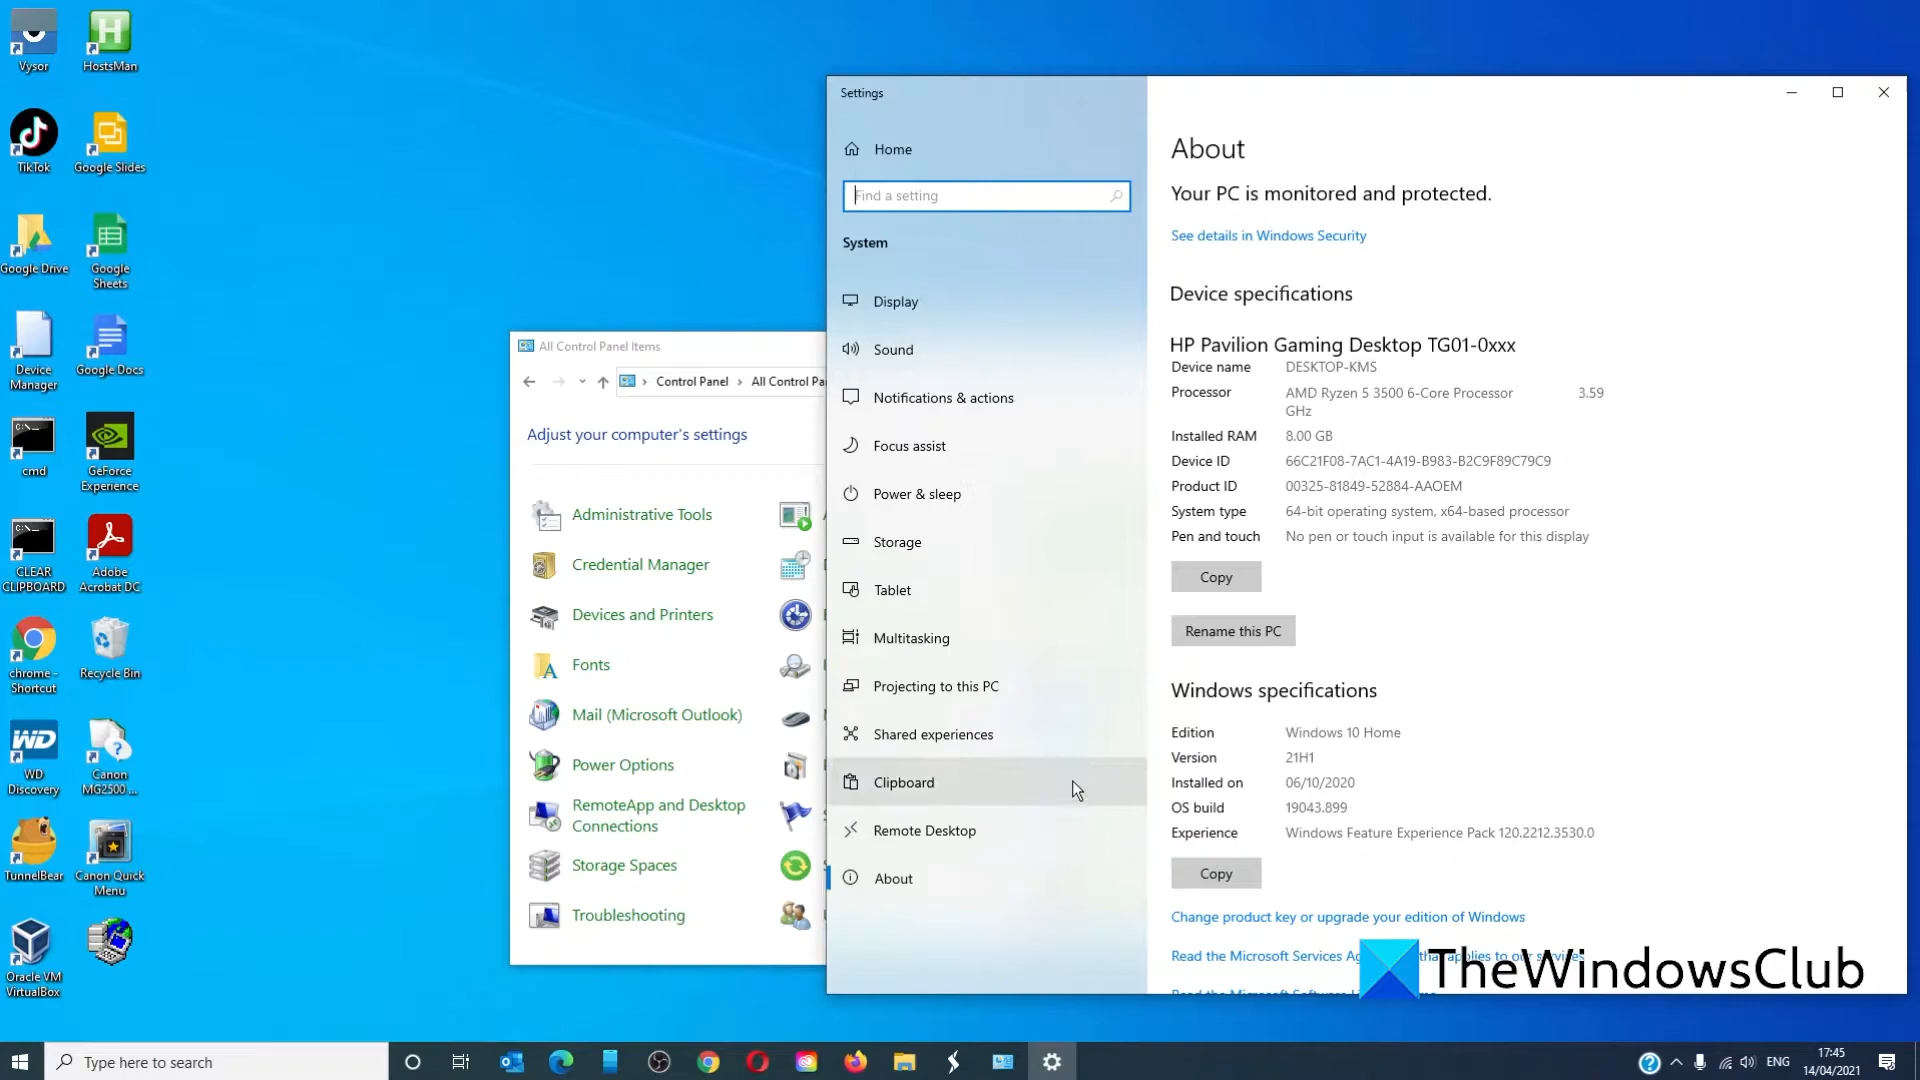 Vysor
HostsMan
TikTok
Google Slides
Google Drive
Google
Sheets
Device
Manager
Google Docs
cmd
GeForce
Experience
CLEAR
CLIPBOARD
Adobe
Acrobat DC
chrome -
Shortcut
Recycle Bin
WD
WD
Discovery
Canon
MG2500 ...
TunnelBear
Canon Quick
Menu
Oracle VM
VirtualBox
All Control Panel Items
Control Panel
All Control Pa
Adjust your computer's settings
Administrative Tools
Credential Manager
Devices and Printers
Fonts
Mail (Microsoft Outlook)
Power Options
RemoteApp and Desktop
Connections
Storage Spaces
Troubleshooting
Settings
Home
Find a setting
System
Display
Sound
Notifications & actions
Focus assist
Power & sleep
Storage
Tablet
Multitasking
Projecting to this PC
Shared experiences
Clipboard
Remote Desktop
About
About
Your PC is monitored and protected.
See details in Windows Security
Device specifications
HP Pavilion Gaming Desktop TG01-0xxx
Device name DESKTOP-KMS
Processor AMD Ryzen 5 3500 6-Core Processor 3.59
GHz
Installed RAM 8.00 GB
Device ID 66C21F08-7AC1-4A19-B983-B2C9F89C79C9
Product ID 00325-81849-52884-AAOEM
System type 64-bit operating system, x64-based processor
Pen and touch No pen or touch input is available for this display
Copy
Rename this PC
Windows specifications
Edition Windows 10 Home
Version 21H1
Installed on 06/10/2020
OS build 19043.899
Experience Windows Feature Experience Pack 120.2212.3530.0
Copy
Change product key or upgrade your edition of Windows
Read the Microsoft Services Ag that applies to our services
TheWindowsClub
Type here to search
ENG
17:45
14/04/2021